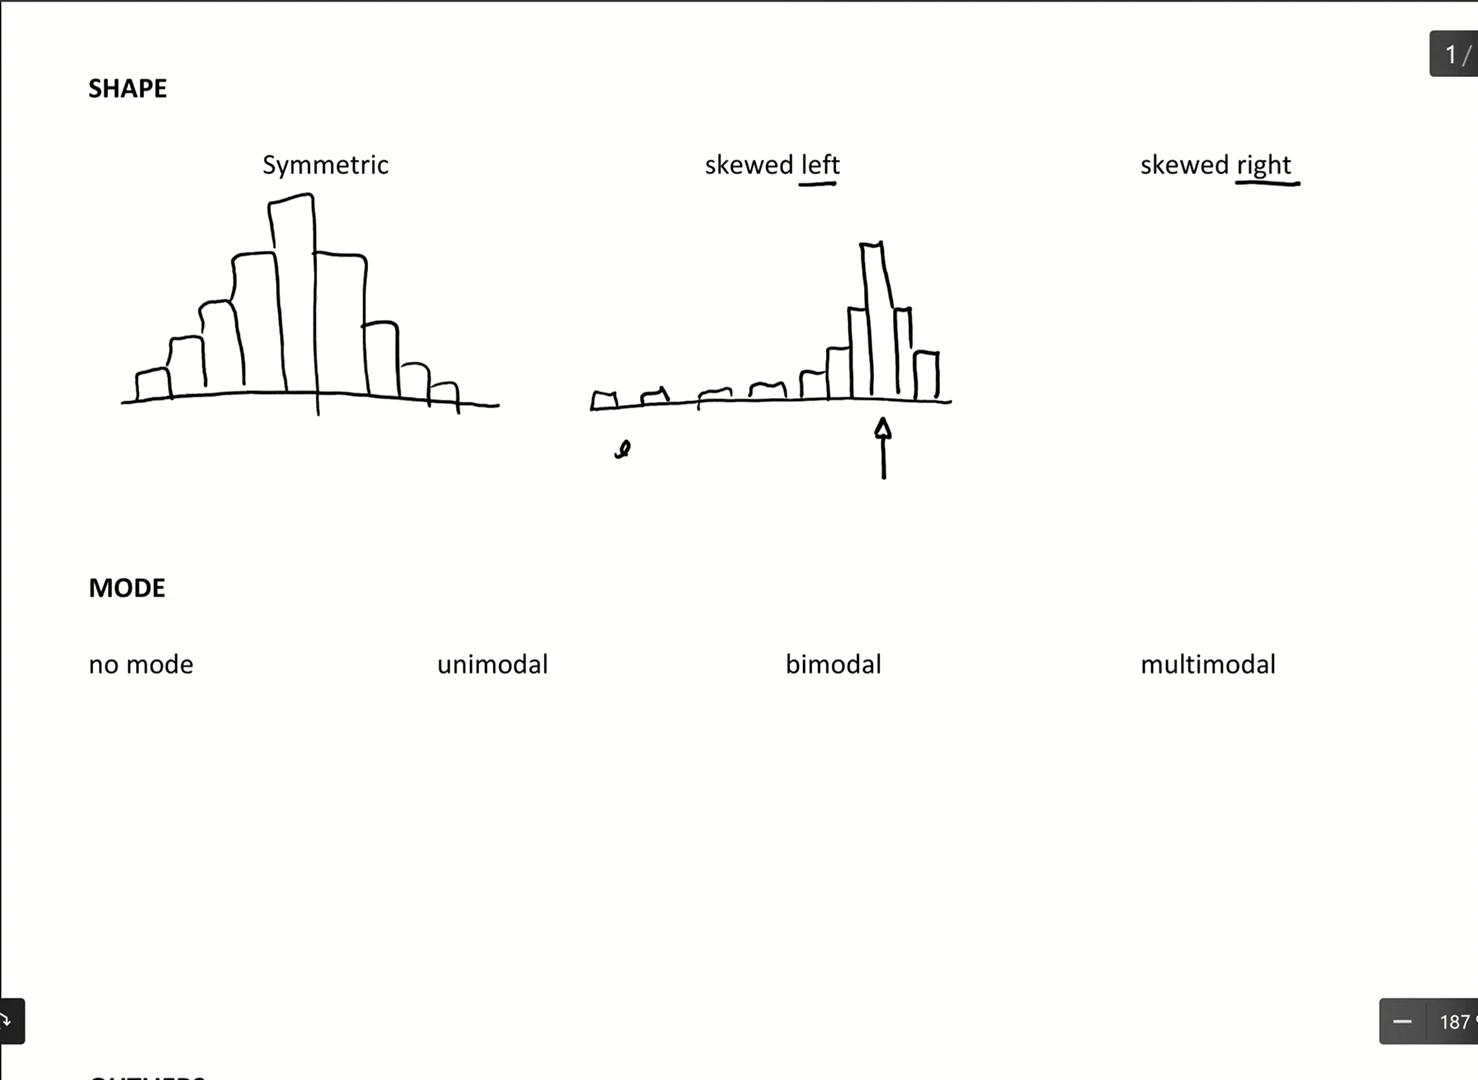 1 /
SHAPE
Symmetric skewed left skewed right
MODE
no mode unimodal bimodal multimodal
187